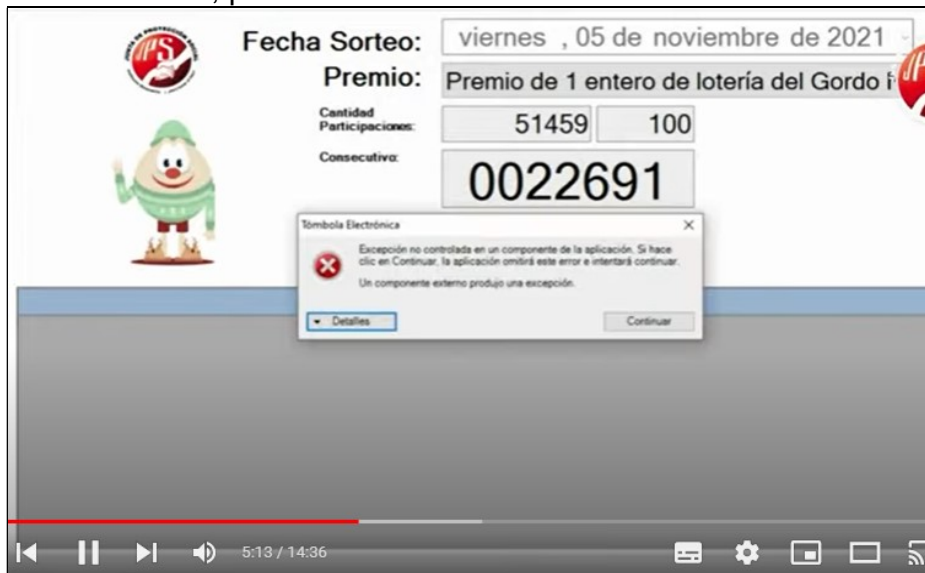 JPS
Fecha Sorteo: viernes , 05 de noviembre de 2021
Premio: Premio de 1 entero de lotería del Gordo
Cantidad
Participaciones: 51459 100
Consecutivo: 0022691
Tómbola Electrónica
Excepción no controlada en un componente de la aplicación. Si hace
clic en Continuar, la aplicación omitirá este error e intentará continuar.
Un componente externo produjo una excepción.
Detalles Continuar
5:13 / 14:36